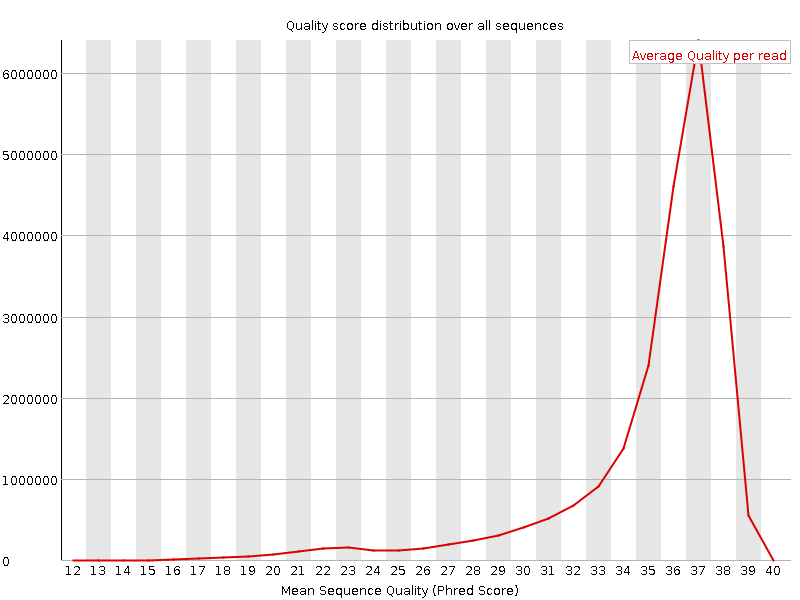 Quality score distribution over all sequences
Average Quality per read
6000000
5000000
4000000
3000000
2000000
1000000
0
12 13 14 15 16 17 18 19 20 21 22 23 24 25 26 27 28 29 30 31 32 33 34 35 36 37 38 39 40
Mean Sequence Quality (Phred Score)